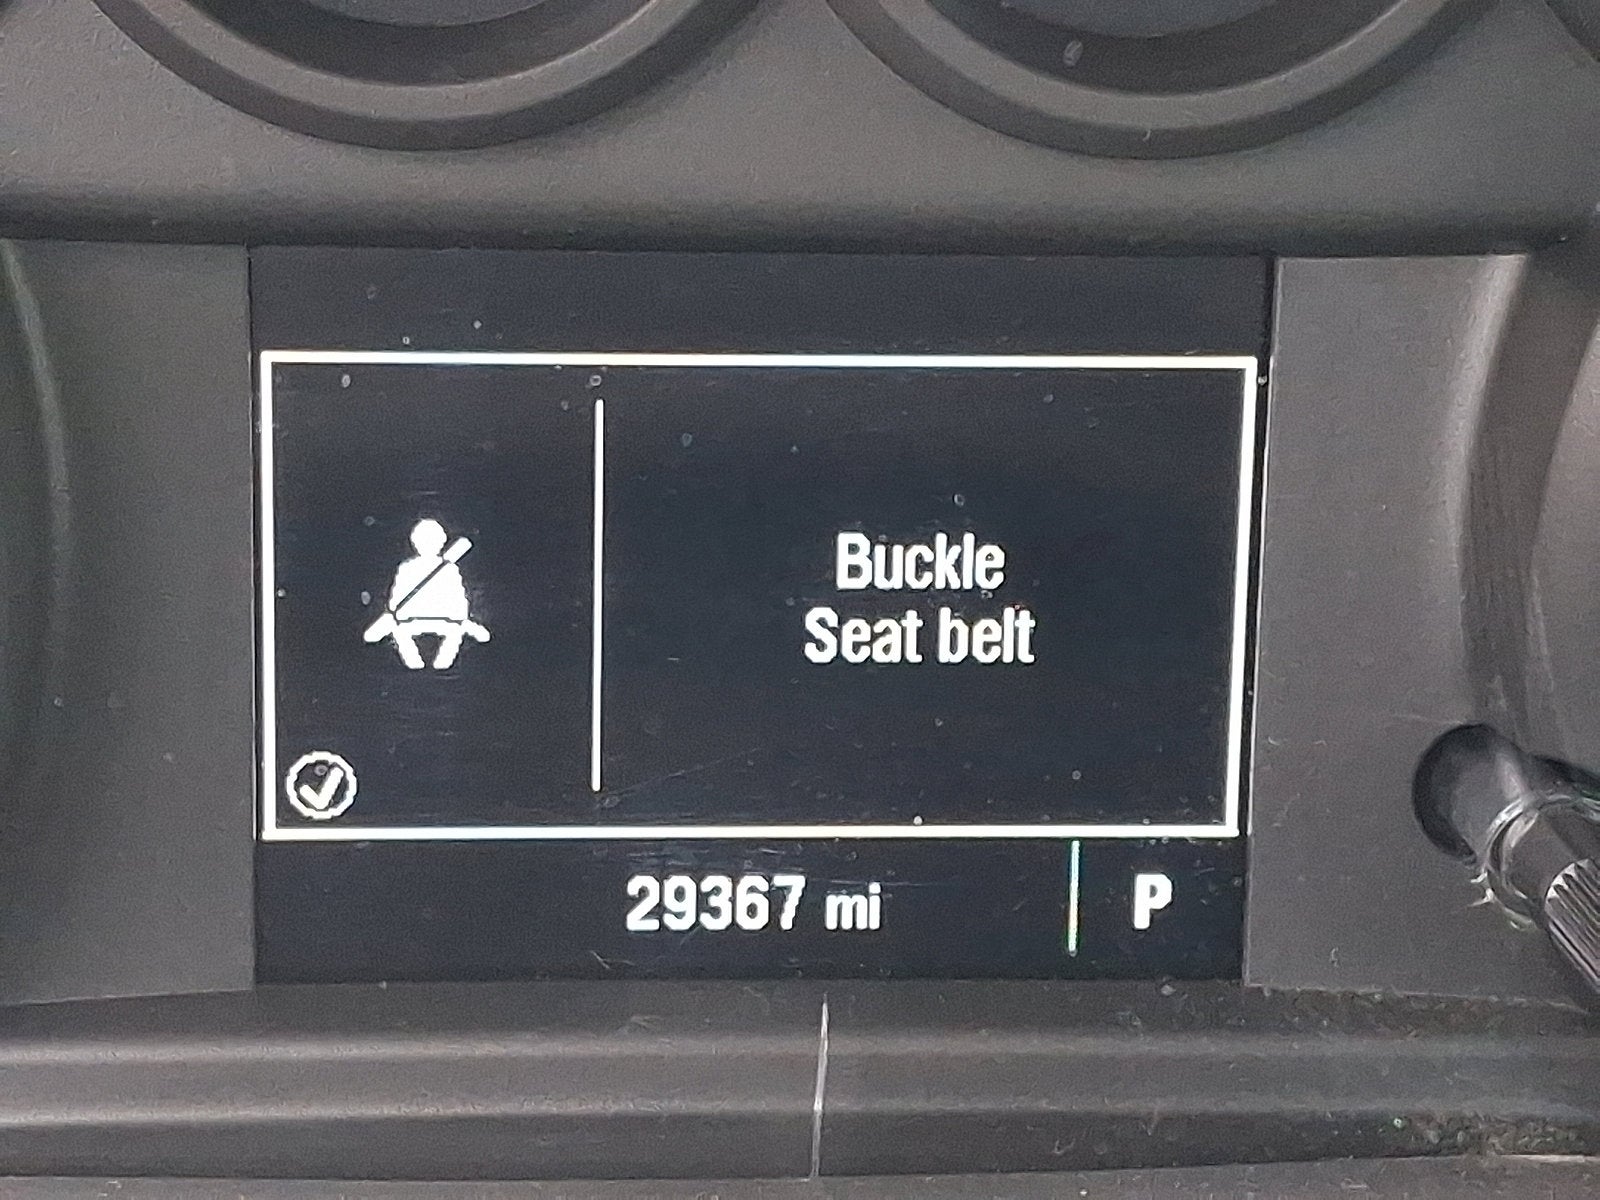 Buckle
Seat belt
29367 mi P